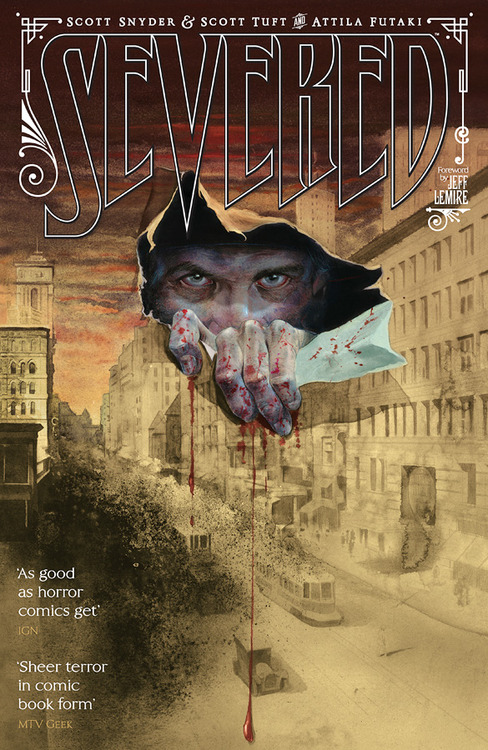 SCOTT SNYDER & SCOTT TUFT AND ATTILA FUTAKI
SEVERED™
Foreword
by JEFF
LEMIRE
'As good
as horror
comics get'
IGN
'Sheer terror
in comic
book form'
MTV GEEK